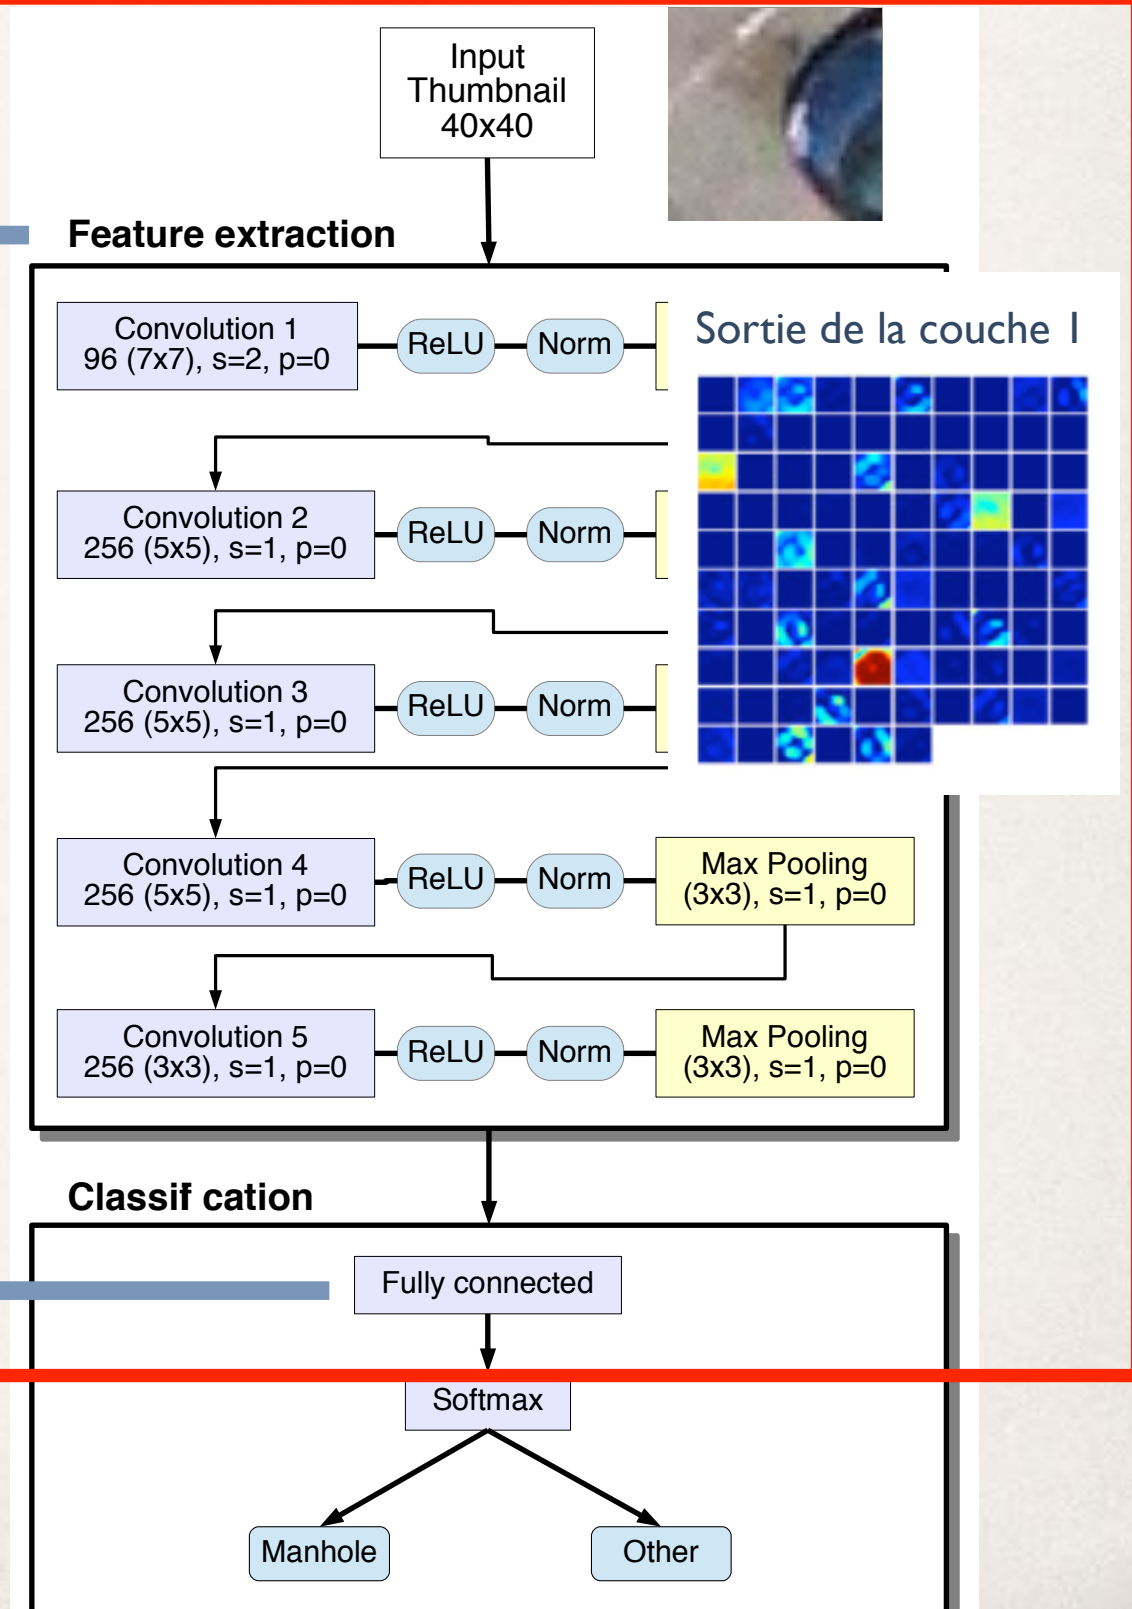 Input
Thumbnail
40x40
Feature extraction
Convolution 1
96 (7x7), s=2, p=0
ReLU
Norm
Sortie de la couche 1
Convolution 2
256 (5x5), s=1, p=0
ReLU
Norm
Convolution 3
256 (5x5), s=1, p=0
ReLU
Norm
Convolution 4
256 (5x5), s=1, p=0
ReLU
Norm
Max Pooling
(3x3), s=1, p=0
Convolution 5
256 (3x3), s=1, p=0
ReLU
Norm
Max Pooling
(3x3), s=1, p=0
Classif cation
Fully connected
Softmax
Manhole
Other